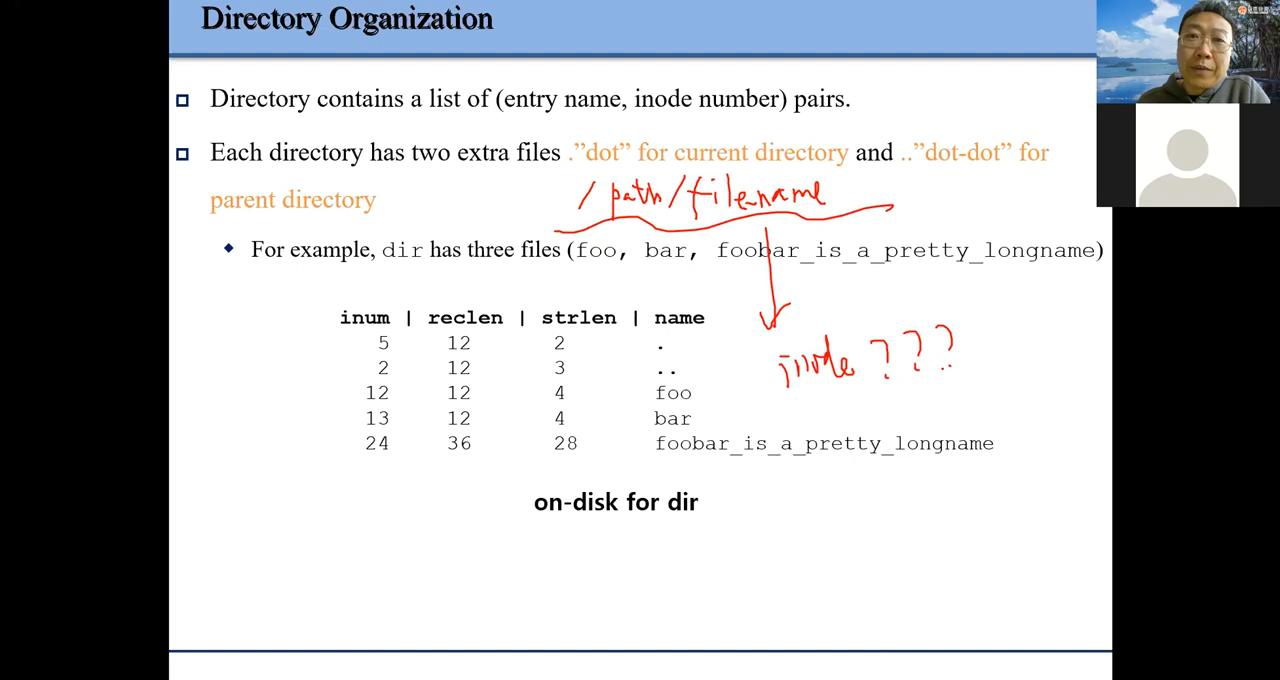 Directory Organization
Directory contains a list of (entry name, inode number) pairs.
Each directory has two extra files .”dot” for current directory and ..”dot-dot” for
parent directory
/path/filename
For example, dir has three files (foo, bar, foobar_is_a_pretty_longname)
inum | reclen | strlen | name
5 12 2 .
2 12 3 ..
inode ???
12 12 4 foo
13 12 4 bar
24 36 28 foobar_is_a_pretty_longname
on-disk for dir